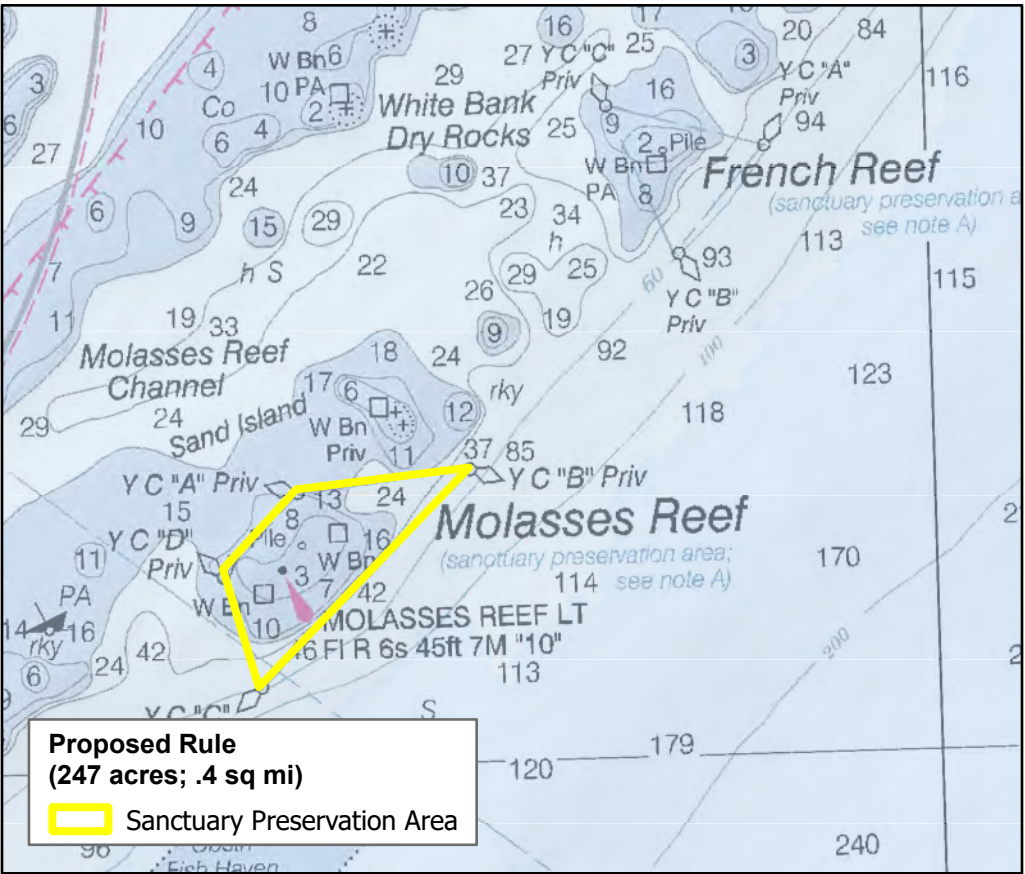 8
16
17
20
84
W Bn
6
27
Y C "C"
Priv
25
3
Y C "A"
Priv
116
3
4
10
PA
2
29
16
Co
6
4
White Bank
Dry Rocks
25
9
2
Pile
94
6
10
27
W Bn
PA
French Reef
24
10
37
8
(sanctuary preservation a
see note A)
6
9
15
29
23
34
h
113
7
h S
22
29
25
93
115
26
60
Y C "B"
Priv
11
19
33
19
9
100
Molasses Reef
Channel
18
24
92
123
17
6
rky
29
24
Sand Island
W Bn
Priv
12
118
11
37
85
Y C "A" Priv
13
24
Y C "B" Priv
15
8
Molasses Reef
Y C "D"
Priv
Pile
16
W Bn
(sanctuary preservation area;
see note A)
170
11
3
7
42
114
PA
W Bn
MOLASSES REEF LT
14
16
rky
10
Fl R 6s 45ft 7M "10"
24
42
113
200
6
9
Y C "C"
S
Proposed Rule
(247 acres; .4 sq mi)
Sanctuary Preservation Area
179
120
240
96
Obstn
Fish Haven